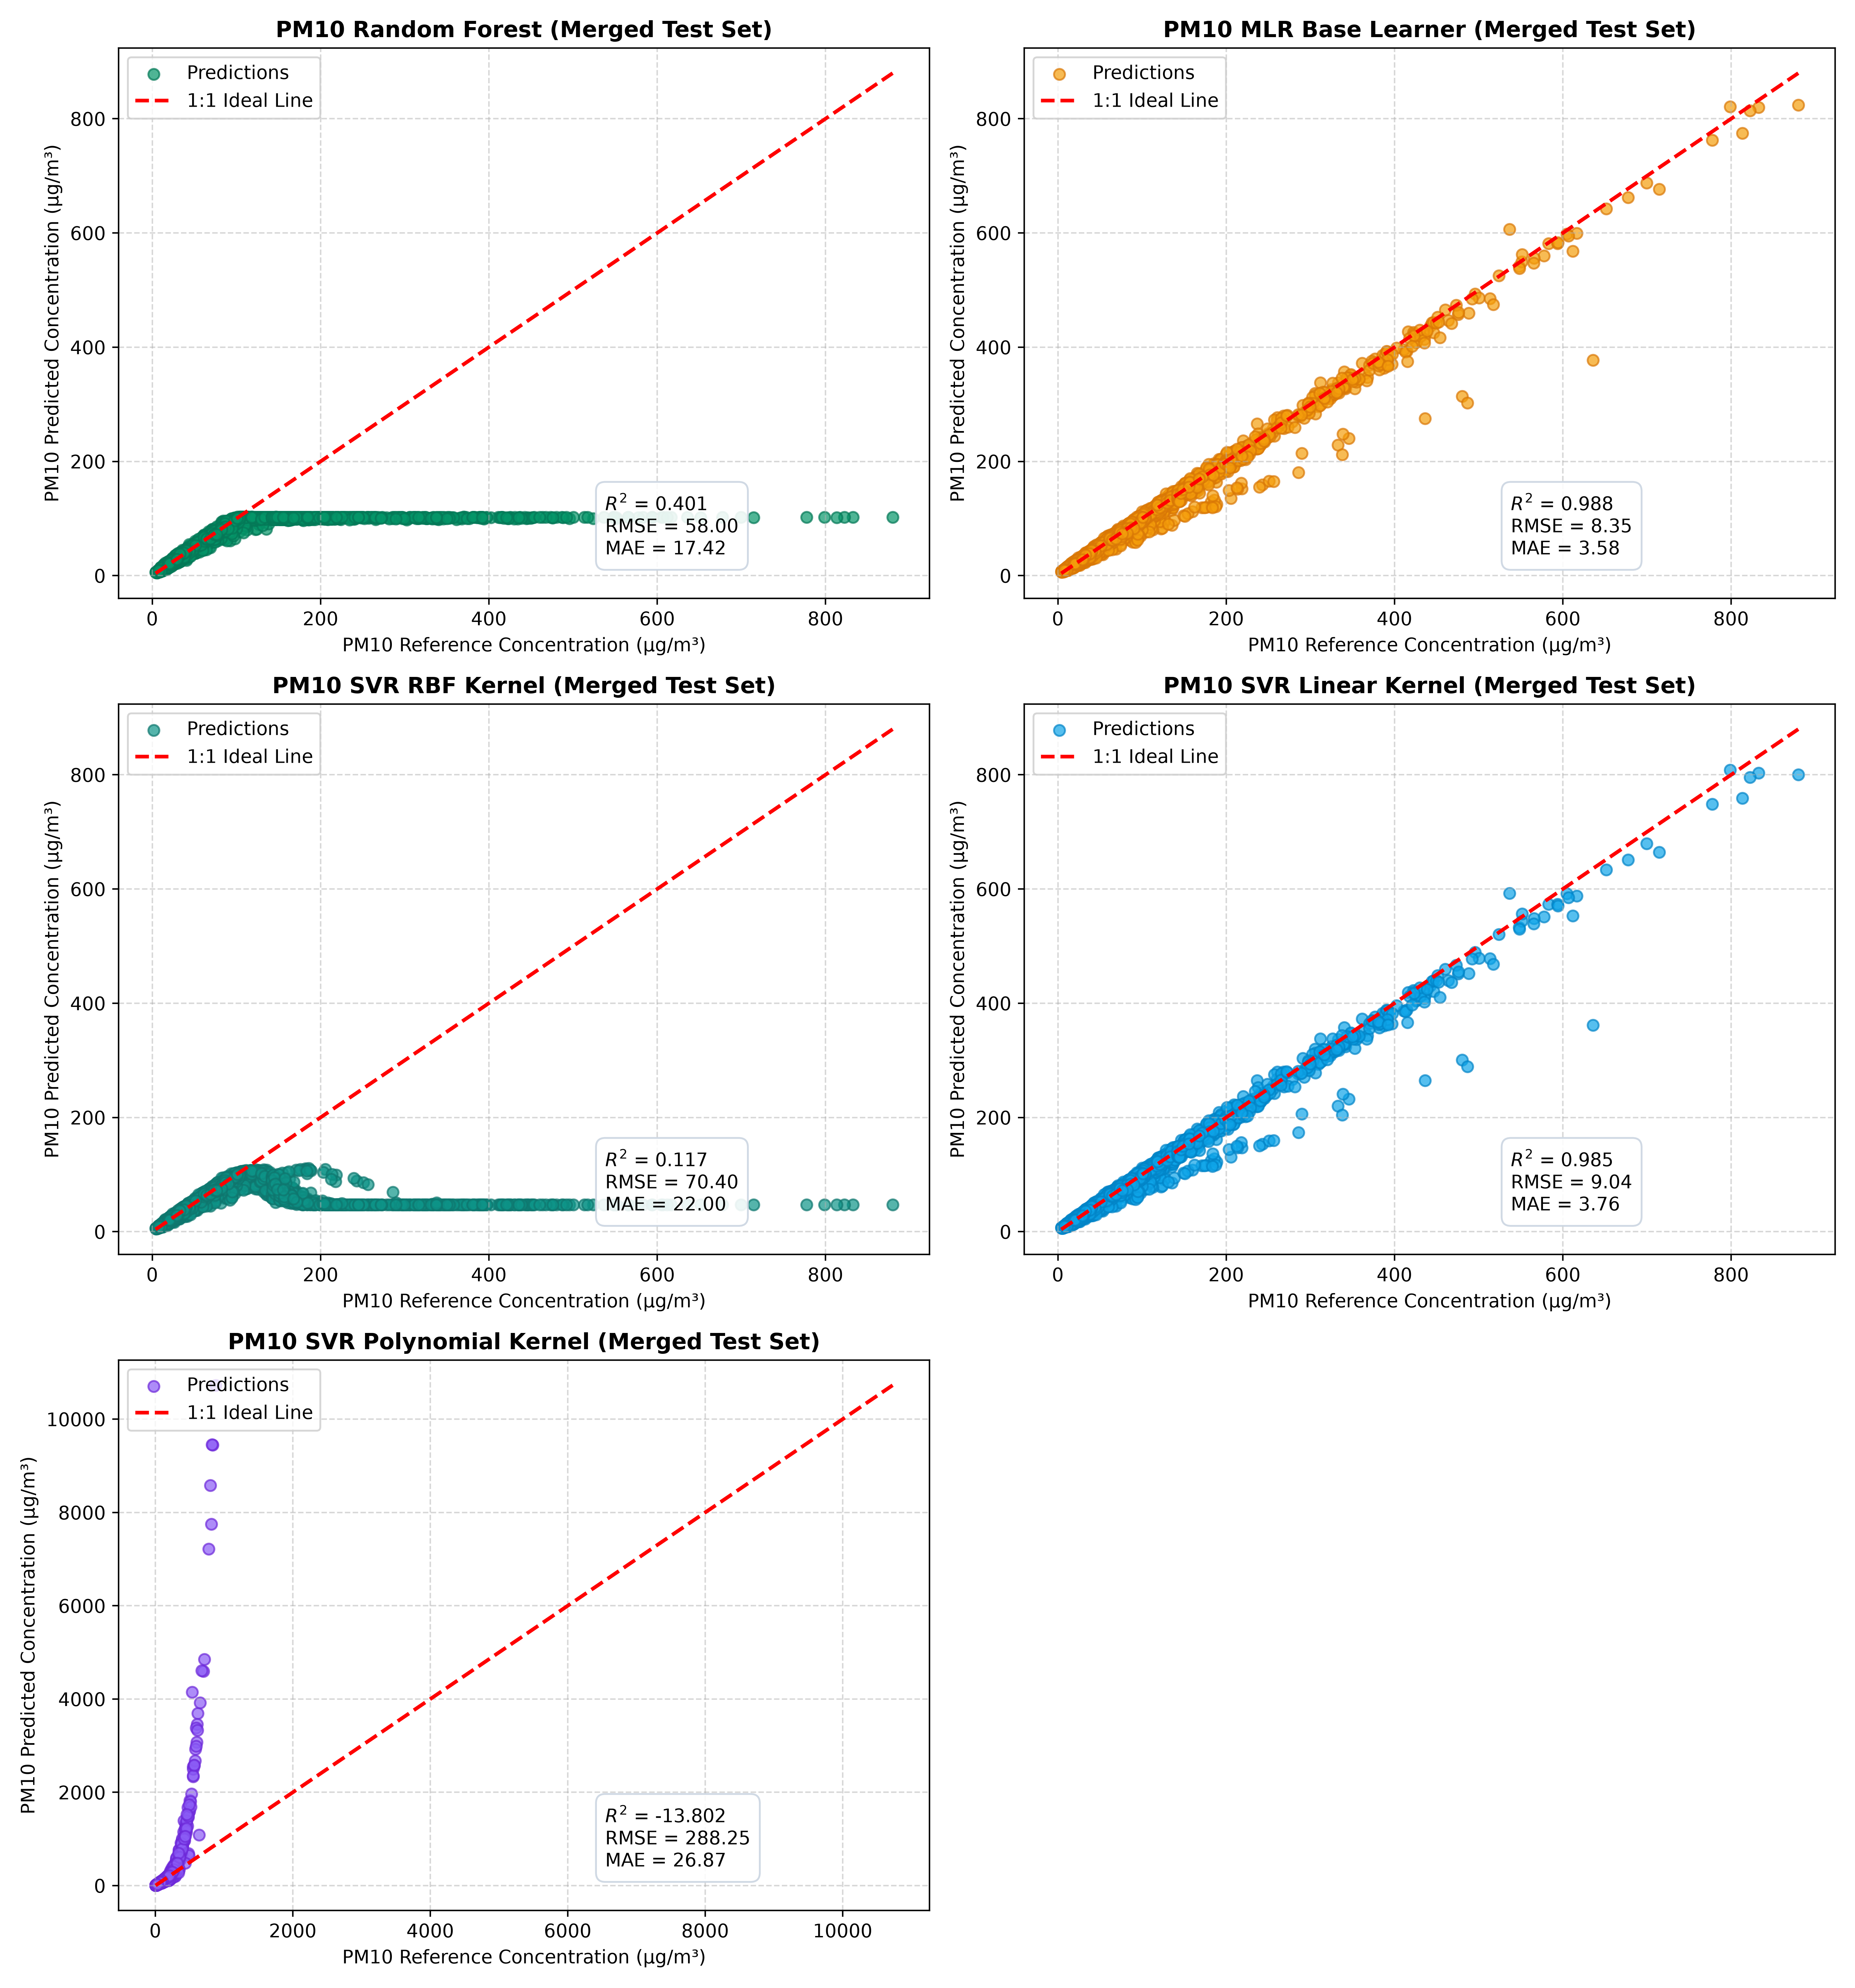 PM10 Random Forest (Merged Test Set)
Predictions
1:1 Ideal Line
800
600
400
200
0
PM10 Predicted Concentration (µg/m³)
R² = 0.401
RMSE = 58.00
MAE = 17.42
0 200 400 600 800
PM10 Reference Concentration (µg/m³)
PM10 MLR Base Learner (Merged Test Set)
Predictions
1:1 Ideal Line
800
600
400
200
0
PM10 Predicted Concentration (µg/m³)
R² = 0.988
RMSE = 8.35
MAE = 3.58
0 200 400 600 800
PM10 Reference Concentration (µg/m³)
PM10 SVR RBF Kernel (Merged Test Set)
Predictions
1:1 Ideal Line
800
600
400
200
0
PM10 Predicted Concentration (µg/m³)
R² = 0.117
RMSE = 70.40
MAE = 22.00
0 200 400 600 800
PM10 Reference Concentration (µg/m³)
PM10 SVR Linear Kernel (Merged Test Set)
Predictions
1:1 Ideal Line
800
600
400
200
0
PM10 Predicted Concentration (µg/m³)
R² = 0.985
RMSE = 9.04
MAE = 3.76
0 200 400 600 800
PM10 Reference Concentration (µg/m³)
PM10 SVR Polynomial Kernel (Merged Test Set)
Predictions
1:1 Ideal Line
10000
8000
6000
4000
2000
0
PM10 Predicted Concentration (µg/m³)
R² = -13.802
RMSE = 288.25
MAE = 26.87
0 2000 4000 6000 8000 10000
PM10 Reference Concentration (µg/m³)